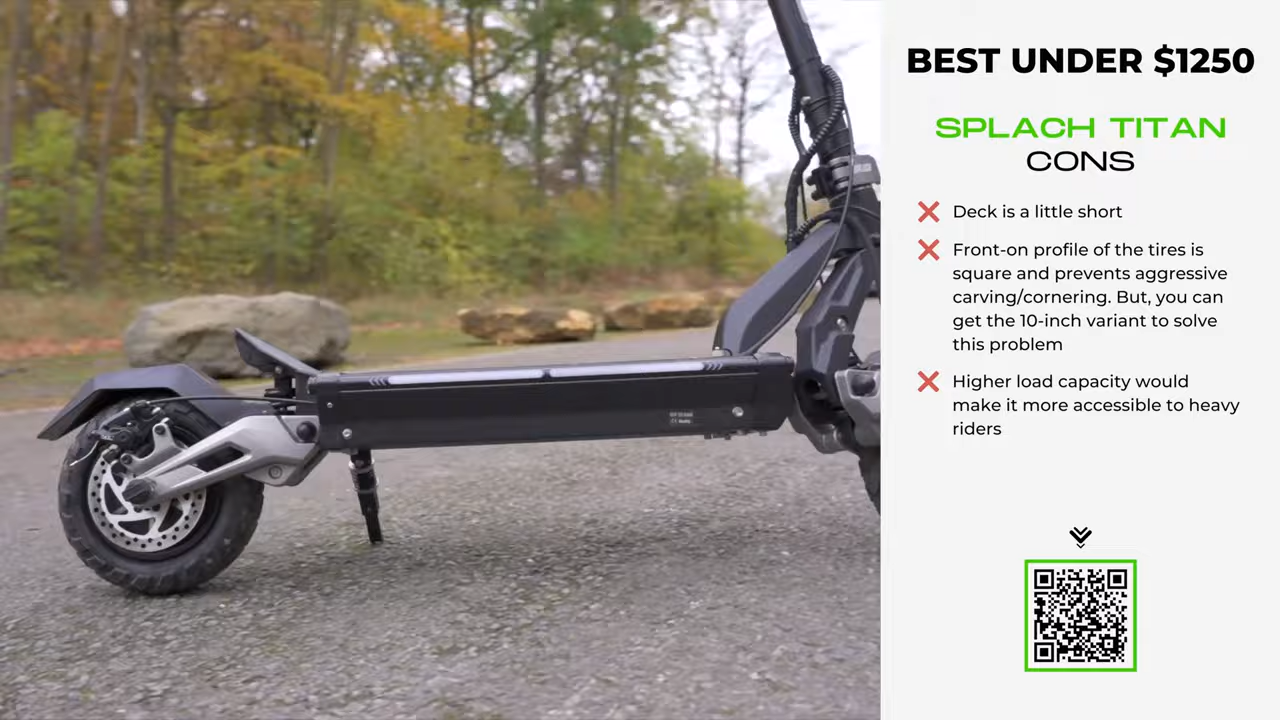 BEST UNDER $1250
SPLACH TITAN
CONS
Deck is a little short
Front-on profile of the tires is
square and prevents aggressive
carving/cornering. But, you can
get the 10-inch variant to solve
this problem
Higher load capacity would
make it more accessible to heavy
riders